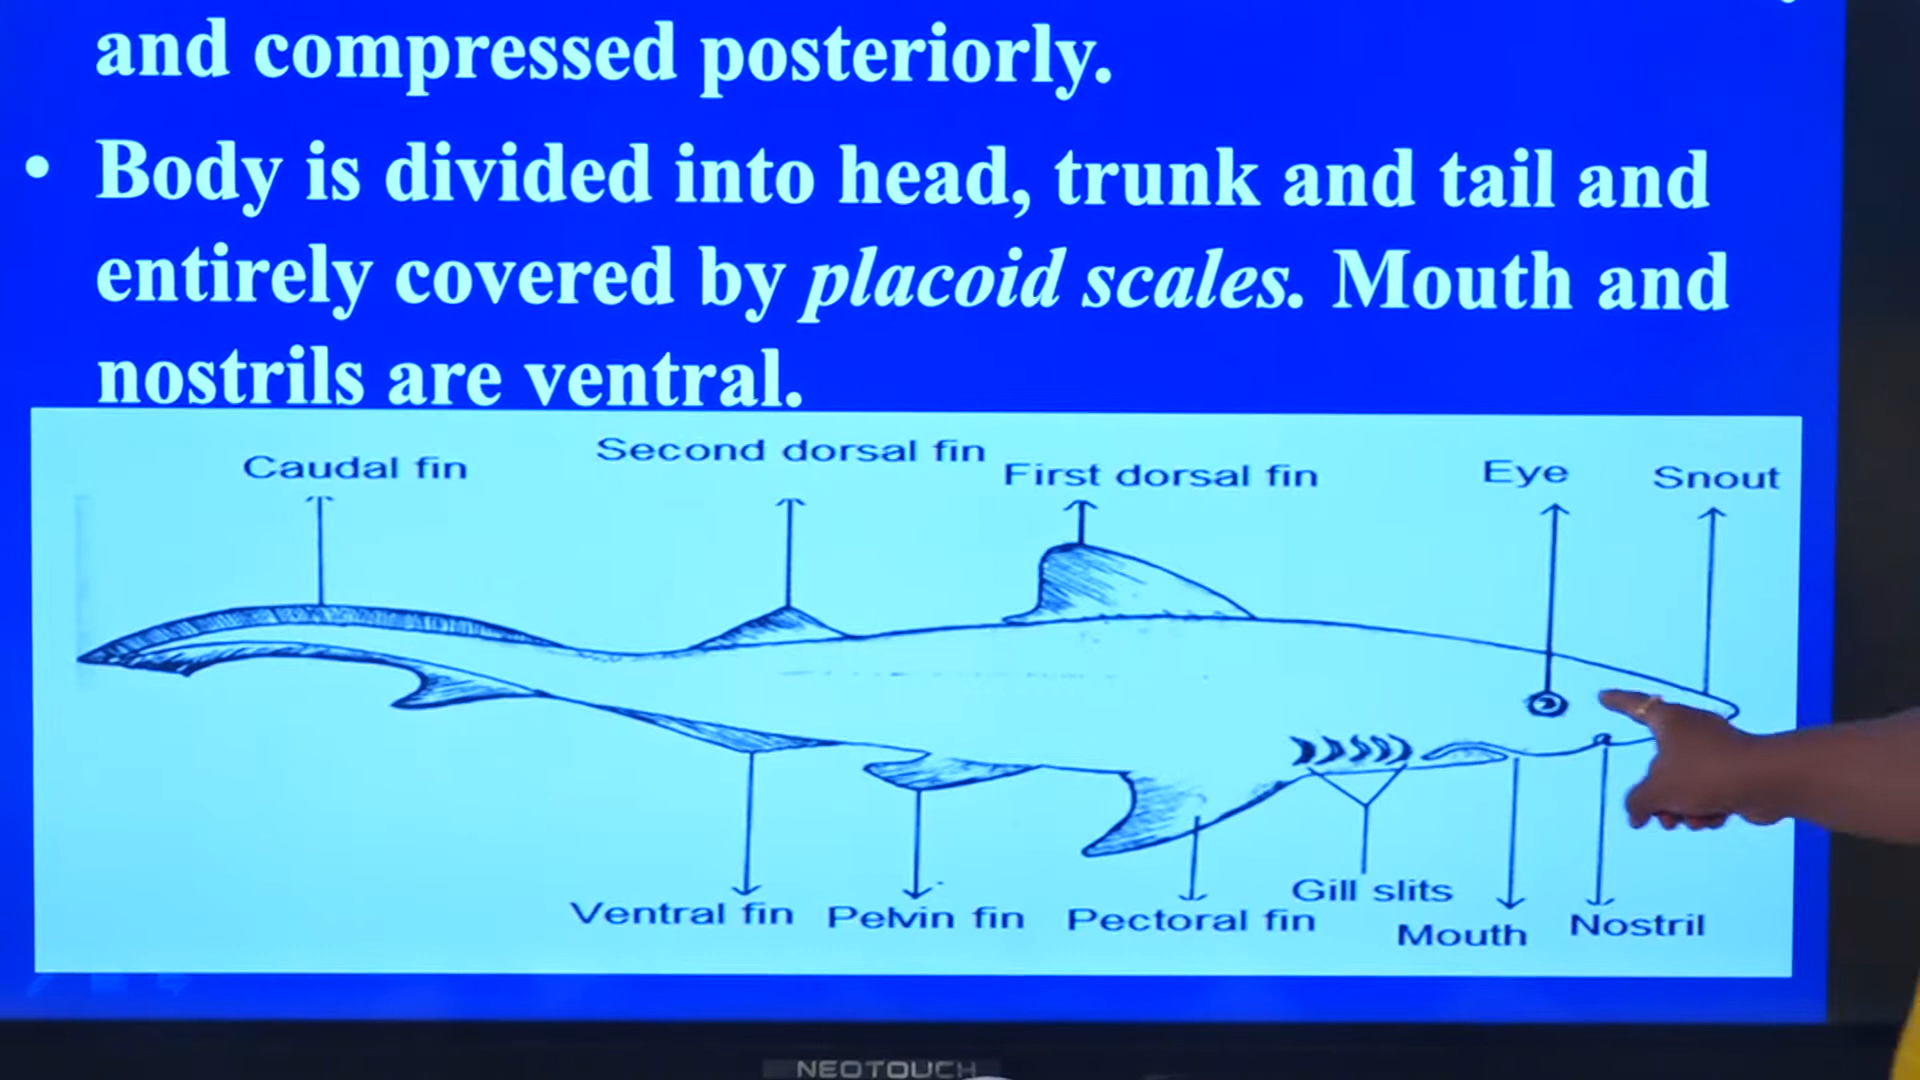 and compressed posteriorly.
• Body is divided into head, trunk and tail and
entirely covered by placoid scales. Mouth and
nostrils are ventral.
Caudal fin
Second dorsal fin
First dorsal fin
Eye
Snout
Ventral fin
Pelvin fin
Pectoral fin
Gill slits
Mouth
Nostril
NEOTOUCH